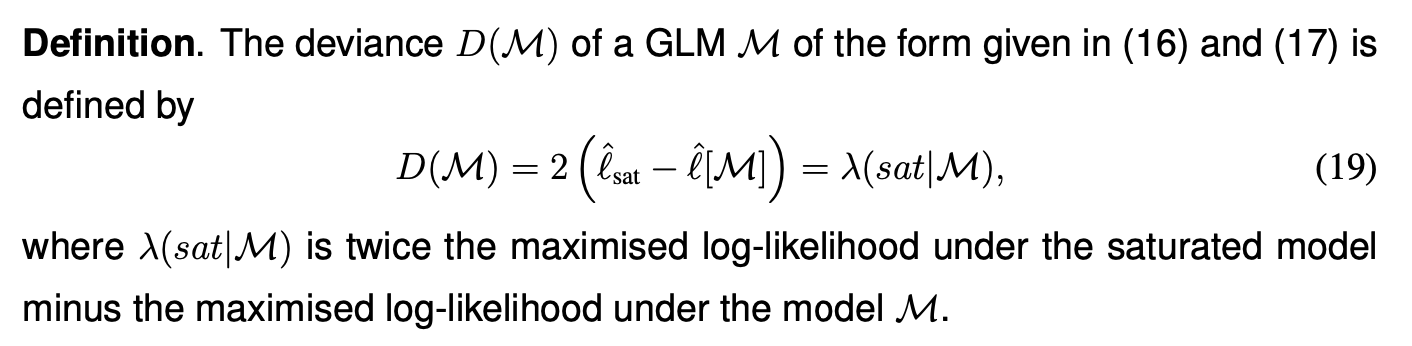 Definition. The deviance D(ℳ) of a GLM ℳ of the form given in (16) and (17) is
defined by
D(ℳ) = 2 (ℓ̂_sat − ℓ̂[ℳ]) = λ(sat|ℳ), (19)
where λ(sat|ℳ) is twice the maximised log-likelihood under the saturated model
minus the maximised log-likelihood under the model ℳ.